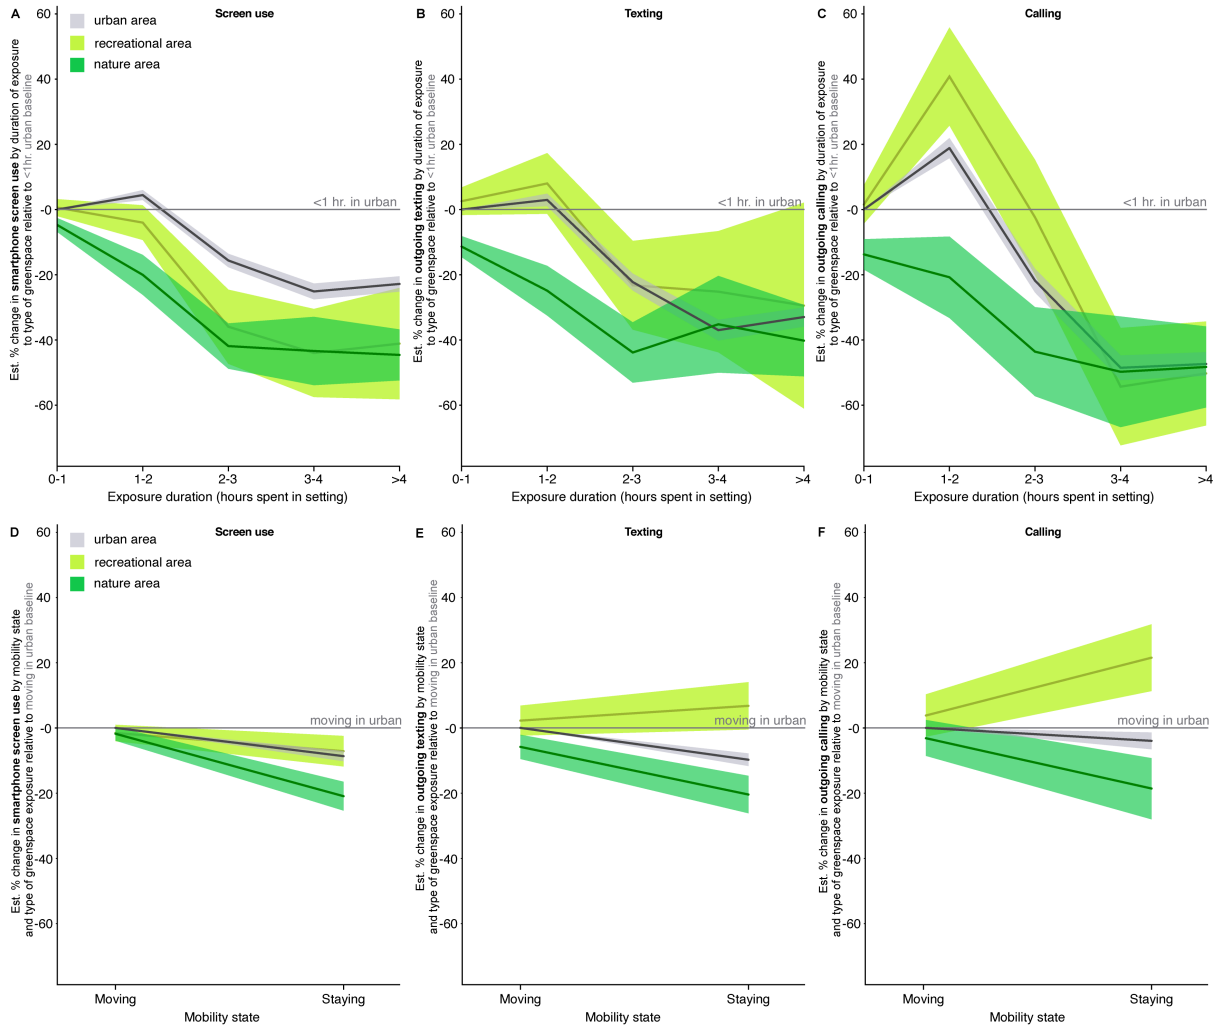 A
Screen use
urban area
recreational area
nature area
60
40
20
-0
-20
-40
-60
<1 hr. in urban
0-1
1-2
2-3
3-4
>4
Exposure duration (hours spent in setting)
Est. % change in smartphone screen use by duration of exposure
to type of greenspace relative to <1hr. urban baseline
B
Texting
60
40
20
-0
-20
-40
-60
<1 hr. in urban
0-1
1-2
2-3
3-4
>4
Exposure duration (hours spent in setting)
Est. % change in outgoing texting by duration of exposure
to type of greenspace relative to <1hr. urban baseline
C
Calling
60
40
20
-0
-20
-40
-60
<1 hr. in urban
0-1
1-2
2-3
3-4
>4
Exposure duration (hours spent in setting)
Est. % change in outgoing calling by duration of exposure
to type of greenspace relative to <1hr. urban baseline
D
Screen use
urban area
recreational area
nature area
60
40
20
-0
-20
-40
-60
moving in urban
Moving
Staying
Mobility state
Est. % change in smartphone screen use by mobility state
and type of greenspace exposure relative to moving in urban baseline
E
Texting
60
40
20
-0
-20
-40
-60
moving in urban
Moving
Staying
Mobility state
Est. % change in outgoing texting by mobility state
and type of greenspace exposure relative to moving in urban baseline
F
Calling
60
40
20
-0
-20
-40
-60
moving in urban
Moving
Staying
Mobility state
Est. % change in outgoing calling by mobility state
and type of greenspace exposure relative to moving in urban baseline